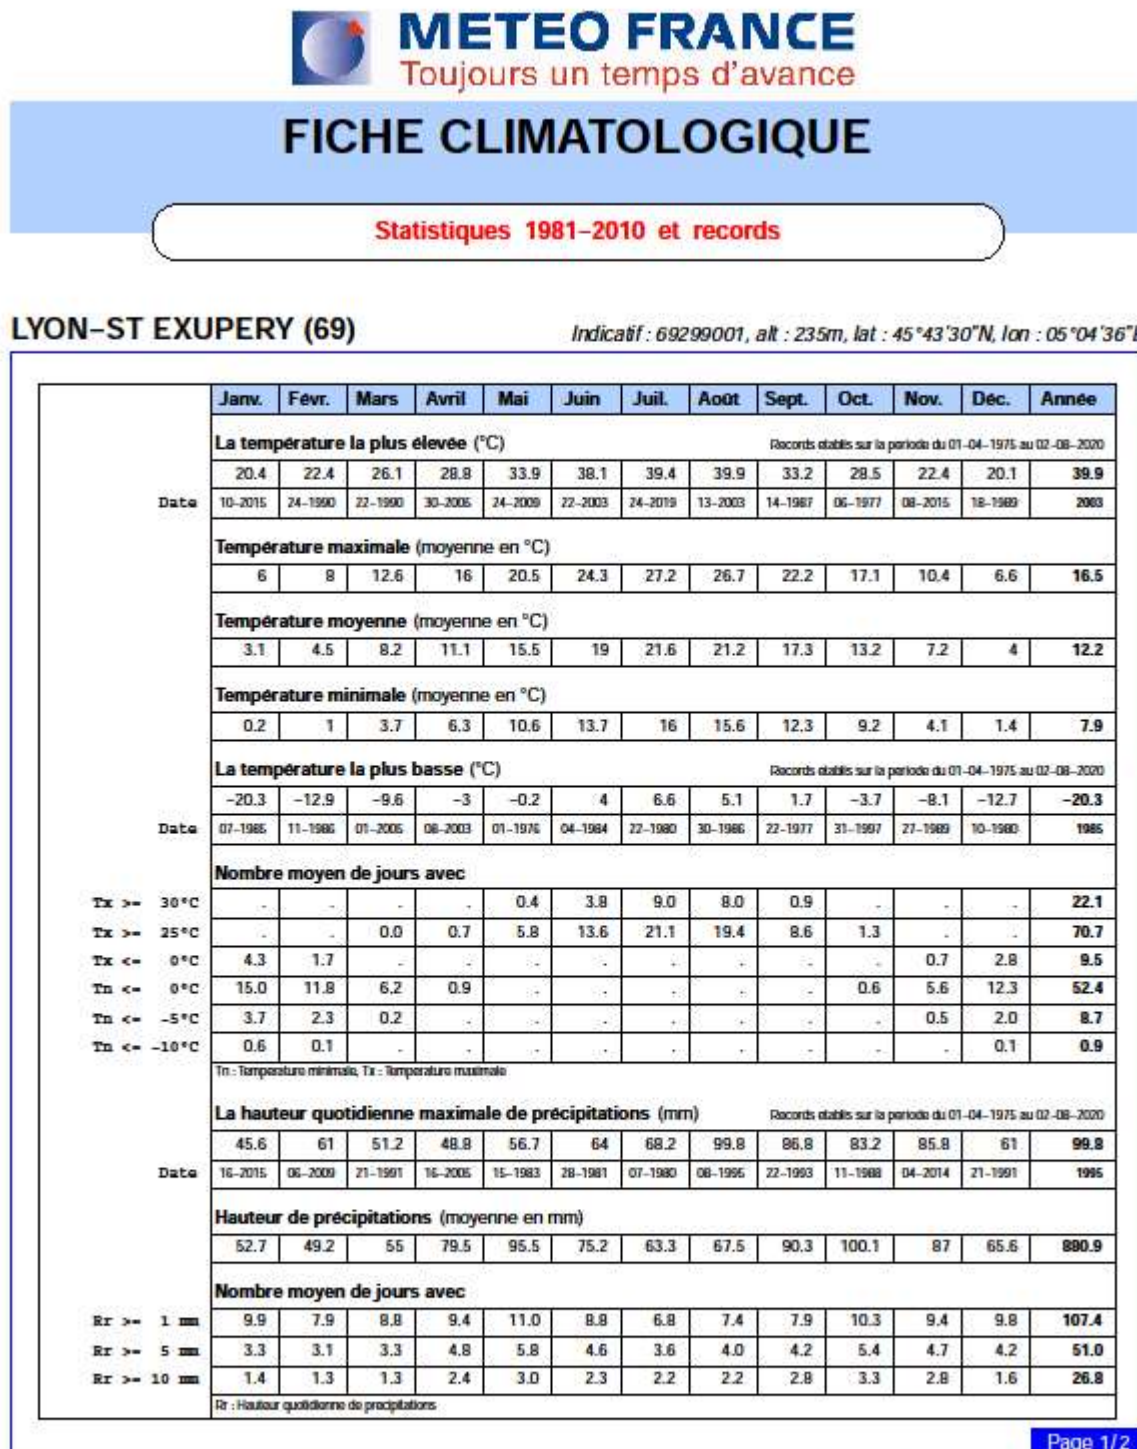 METEO FRANCE
Toujours un temps d'avance
FICHE CLIMATOLOGIQUE
Statistiques 1981–2010 et records
LYON–ST EXUPERY (69)
Indicatif : 69299001, alt : 235m, lat : 45°43'30"N, lon : 05°04'36"E
Janv. Févr. Mars Avril Mai Juin Juil. Août Sept. Oct. Nov. Déc. Année
La température la plus élevée (°C) Records établis sur la période du 01–04–1975 au 02–08–2020
20.4 22.4 26.1 28.8 33.9 38.1 39.4 39.9 33.2 28.5 22.4 20.1 39.9
Date 10–2015 24–1990 22–1990 30–2005 24–2009 22–2003 24–2019 13–2003 14–1987 06–1977 08–2015 18–1989 2003
Température maximale (moyenne en °C)
6 8 12.6 16 20.5 24.3 27.2 26.7 22.2 17.1 10.4 6.6 16.5
Température moyenne (moyenne en °C)
3.1 4.5 8.2 11.1 15.5 19 21.6 21.2 17.3 13.2 7.2 4 12.2
Température minimale (moyenne en °C)
0.2 1 3.7 6.3 10.6 13.7 16 15.6 12.3 9.2 4.1 1.4 7.9
La température la plus basse (°C) Records établis sur la période du 01–04–1975 au 02–08–2020
–20.3 –12.9 –9.6 –3 –0.2 4 6.6 5.1 1.7 –3.7 –8.1 –12.7 –20.3
Date 07–1985 11–1986 01–2005 08–2003 01–1976 04–1984 22–1980 30–1986 22–1977 31–1997 27–1989 10–1980 1985
Nombre moyen de jours avec
Tx >= 30°C . . . . 0.4 3.8 9.0 8.0 0.9 . . . 22.1
Tx >= 25°C . . 0.0 0.7 5.8 13.6 21.1 19.4 8.6 1.3 . . 70.7
Tx <= 0°C 4.3 1.7 . . . . . . . . 0.7 2.8 9.5
Tn <= 0°C 15.0 11.8 6.2 0.9 . . . . . 0.6 5.6 12.3 52.4
Tn <= –5°C 3.7 2.3 0.2 . . . . . . . 0.5 2.0 8.7
Tn <= –10°C 0.6 0.1 . . . . . . . . . 0.1 0.9
Tn : Température minimale, Tx : Température maximale
La hauteur quotidienne maximale de précipitations (mm) Records établis sur la période du 01–04–1975 au 02–08–2020
45.6 61 51.2 48.8 56.7 64 68.2 99.8 86.8 83.2 85.8 61 99.8
Date 16–2015 06–2009 21–1991 16–2005 15–1983 28–1981 07–1980 08–1995 22–1993 11–1988 04–2014 21–1991 1995
Hauteur de précipitations (moyenne en mm)
52.7 49.2 55 79.5 95.5 75.2 63.3 67.5 90.3 100.1 87 65.6 880.9
Nombre moyen de jours avec
Rr >= 1 mm 9.9 7.9 8.8 9.4 11.0 8.8 6.8 7.4 7.9 10.3 9.4 9.8 107.4
Rr >= 5 mm 3.3 3.1 3.3 4.8 5.8 4.6 3.6 4.0 4.2 5.4 4.7 4.2 51.0
Rr >= 10 mm 1.4 1.3 1.3 2.4 3.0 2.3 2.2 2.2 2.8 3.3 2.8 1.6 26.8
Rr : Hauteur quotidienne de précipitations
Page 1/2